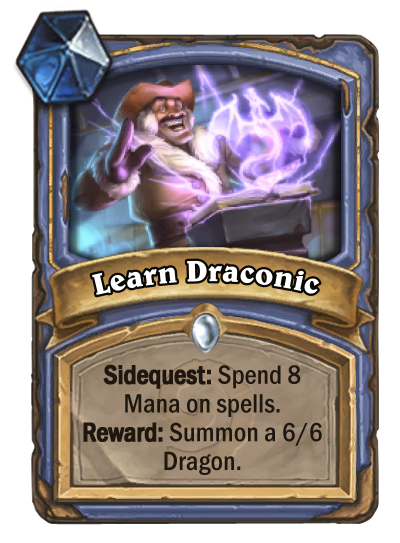 Learn Draconic
Sidequest: Spend 8
Mana on spells.
Reward: Summon a 6/6
Dragon.